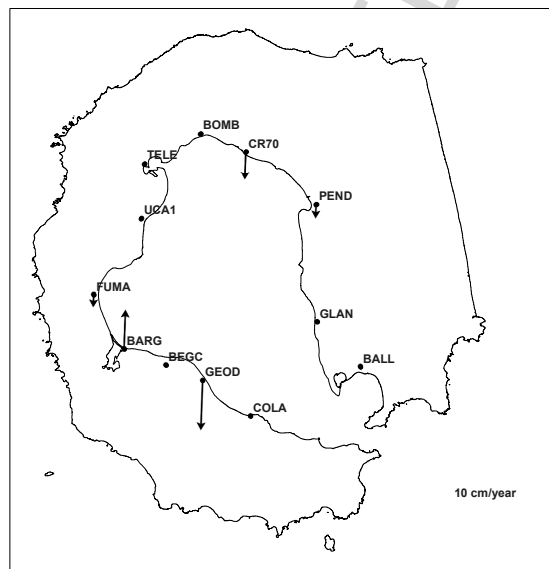 BOMB
CR70
TELE
PEND
UCA1
FUMA
GLAN
BARG
BEGC
BALL
GEOD
COLA
10 cm/year